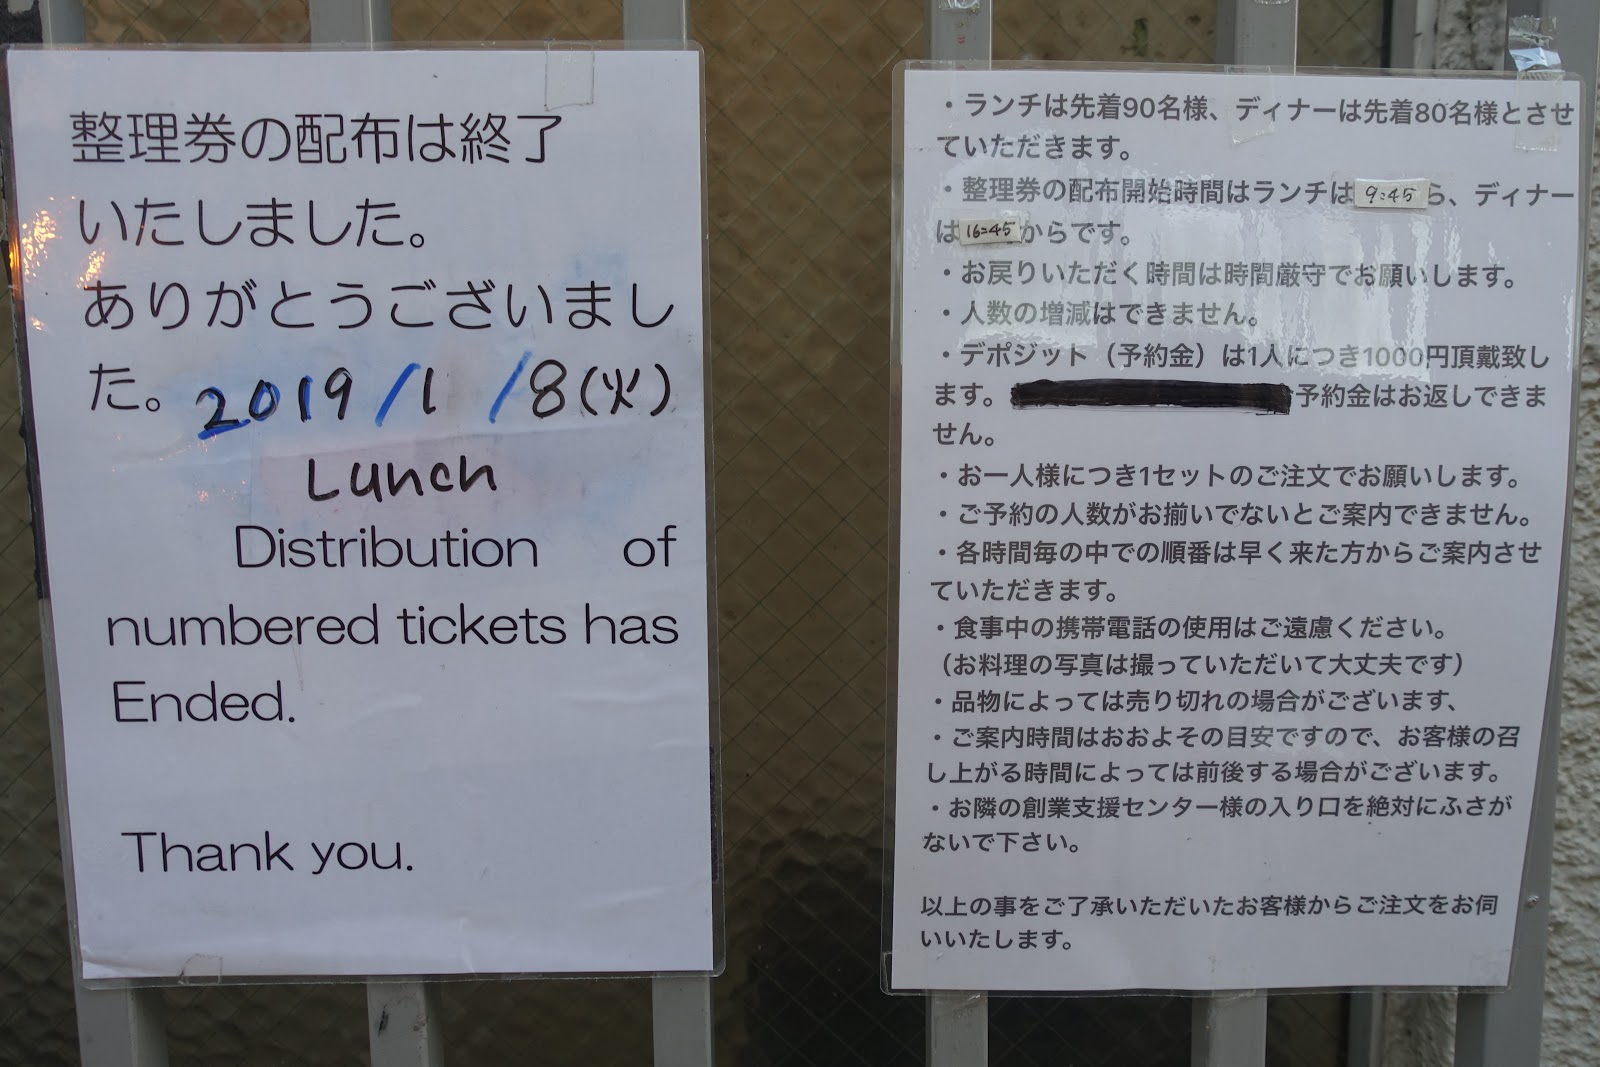 整理券の配布は終了
いたしました。
ありがとうございまし
た。2019/1/8(火)
Lunch
Distribution of
numbered tickets has
Ended.
Thank you.
・ランチは先着90名様、ディナーは先着80名様とさせ
ていただきます。
・整理券の配布開始時間はランチは9:45ら、ディナー
は16:45からです。
・お戻りいただく時間は時間厳守でお願いします。
・人数の増減はできません。
・デポジット（予約金）は1人につき1000円頂戴致し
ます。予約金はお返しできま
せん。
・お一人様につき1セットのご注文でお願いします。
・ご予約の人数がお揃いでないとご案内できません。
・各時間毎の中での順番は早く来た方からご案内させ
ていただきます。
・食事中の携帯電話の使用はご遠慮ください。
（お料理の写真は撮っていただいて大丈夫です）
・品物によっては売り切れの場合がございます、
・ご案内時間はおおよその目安ですので、お客様の召
し上がる時間によっては前後する場合がございます。
・お隣の創業支援センター様の入り口を絶対にふさが
ないで下さい。
以上の事をご了承いただいたお客様からご注文をお伺
いいたします。